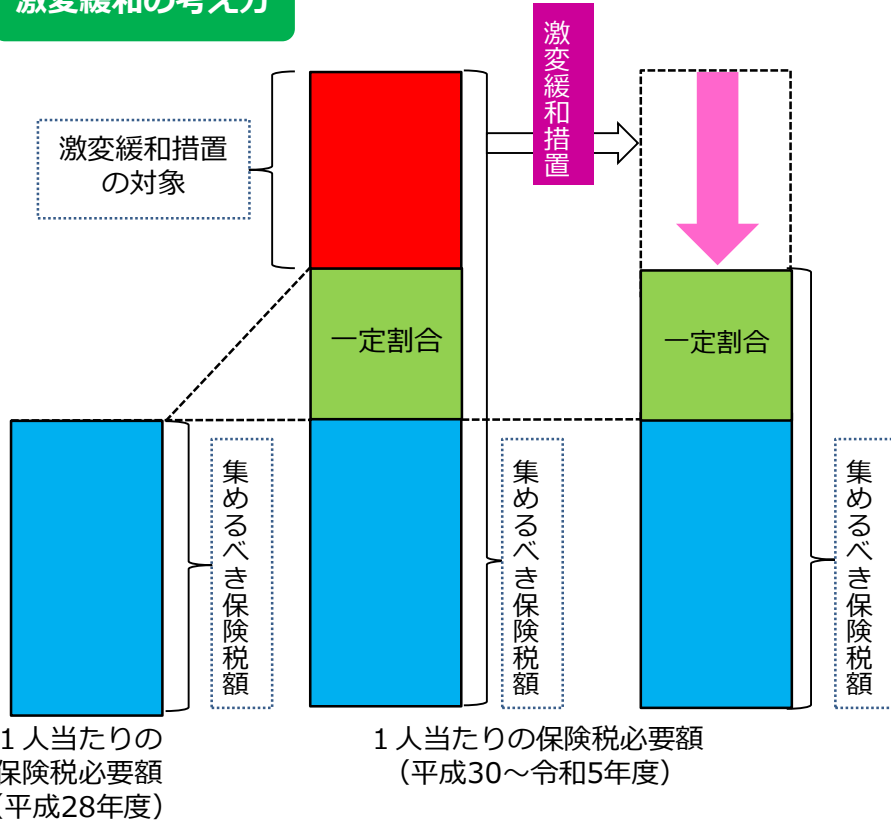 激変緩和の考え方
激変緩和措置
激変緩和措置
の対象
一定割合
一定割合
集めるべき保険税額
集めるべき保険税額
集めるべき保険税額
１人当たりの
保険税必要額
（平成28年度）
１人当たりの保険税必要額
（平成30～令和5年度）